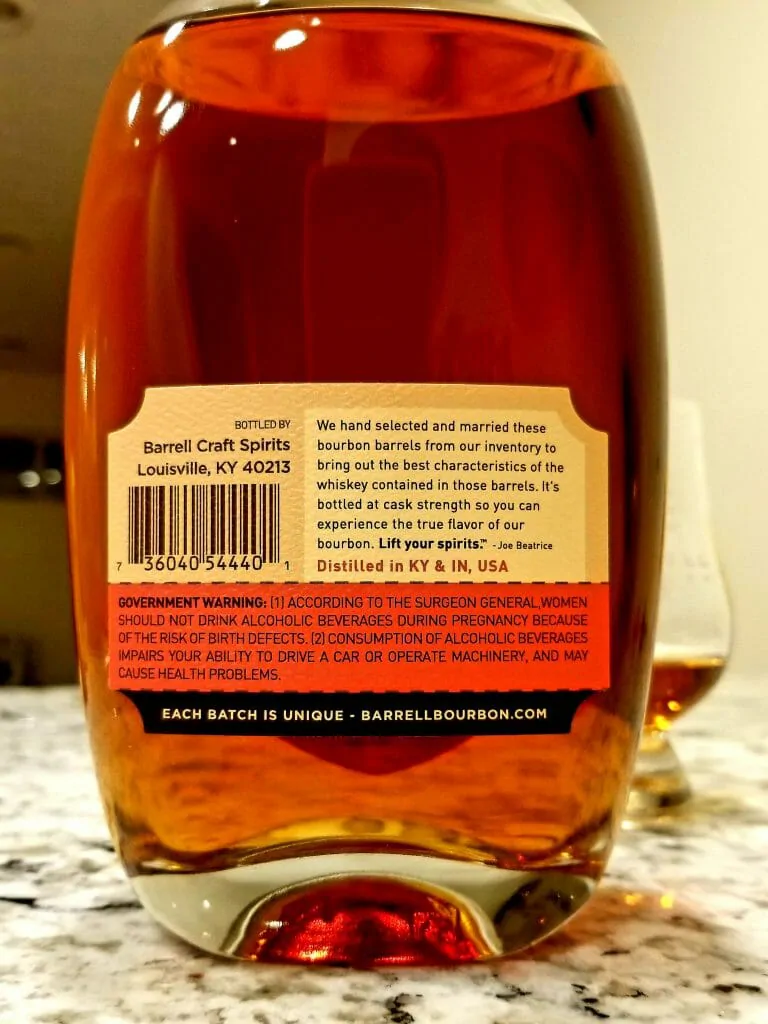 BOTTLED BY
Barrell Craft Spirits
Louisville, KY 40213
7 36040 54440 1
We hand selected and married these
bourbon barrels from our inventory to
bring out the best characteristics of the
whiskey contained in those barrels. It's
bottled at cask strength so you can
experience the true flavor of our
bourbon. Lift your spirits.™ - Joe Beatrice
Distilled in KY & IN, USA
GOVERNMENT WARNING: (1) ACCORDING TO THE SURGEON GENERAL,WOMEN
SHOULD NOT DRINK ALCOHOLIC BEVERAGES DURING PREGNANCY BECAUSE
OF THE RISK OF BIRTH DEFECTS. (2) CONSUMPTION OF ALCOHOLIC BEVERAGES
IMPAIRS YOUR ABILITY TO DRIVE A CAR OR OPERATE MACHINERY, AND MAY
CAUSE HEALTH PROBLEMS.
EACH BATCH IS UNIQUE - BARRELLBOURBON.COM